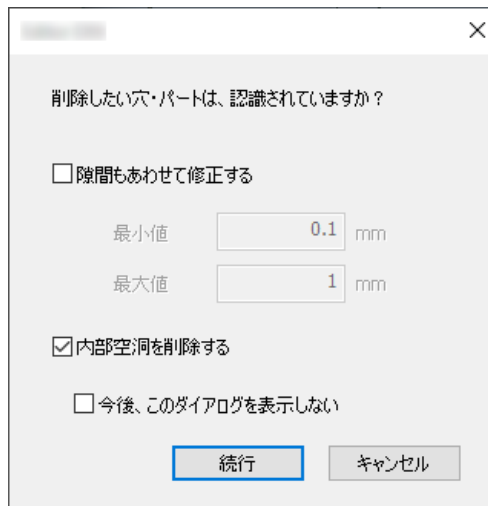 削除したい穴・パートは、認識されていますか？
隙間もあわせて修正する
最小値 0.1 mm
最大値 1 mm
内部空洞を削除する
今後、このダイアログを表示しない
続行 キャンセル